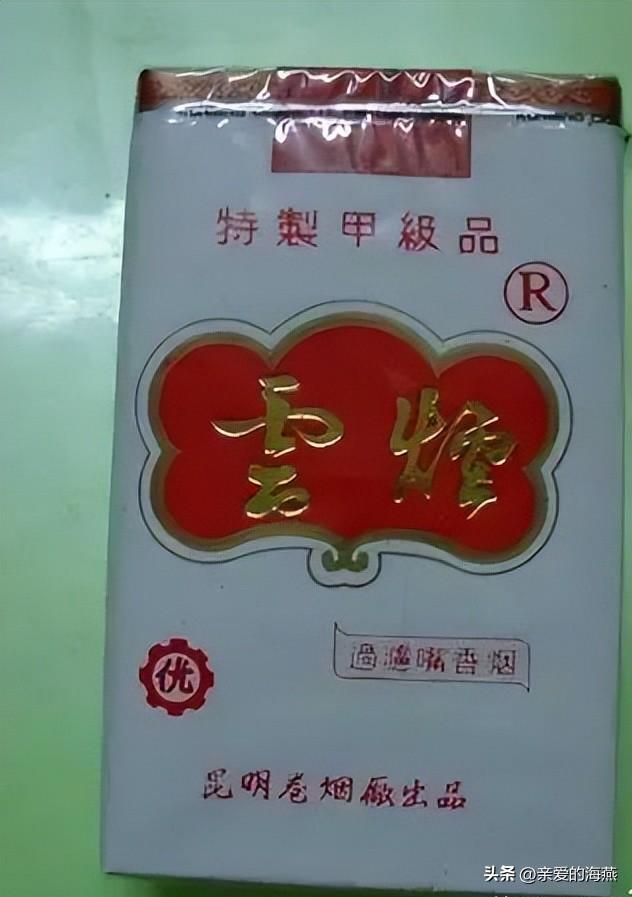 特製甲級品
R
雲煙
优
過濾嘴香烟
昆明卷烟廠出品
头条 @亲爱的海燕